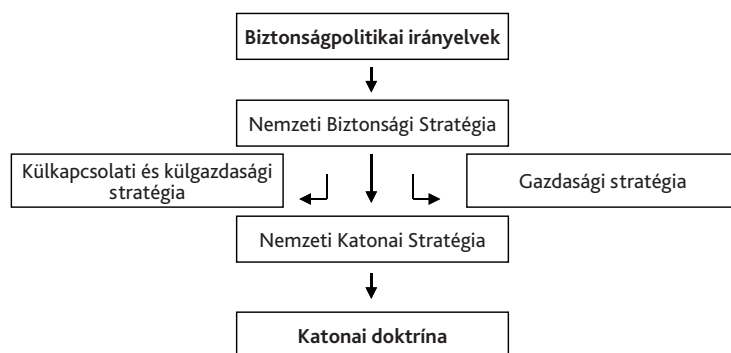 Biztonságpolitikai irányelvek
Nemzeti Biztonsági Stratégia
Külkapcsolati és külgazdasági
stratégia
Gazdasági stratégia
Nemzeti Katonai Stratégia
Katonai doktrína